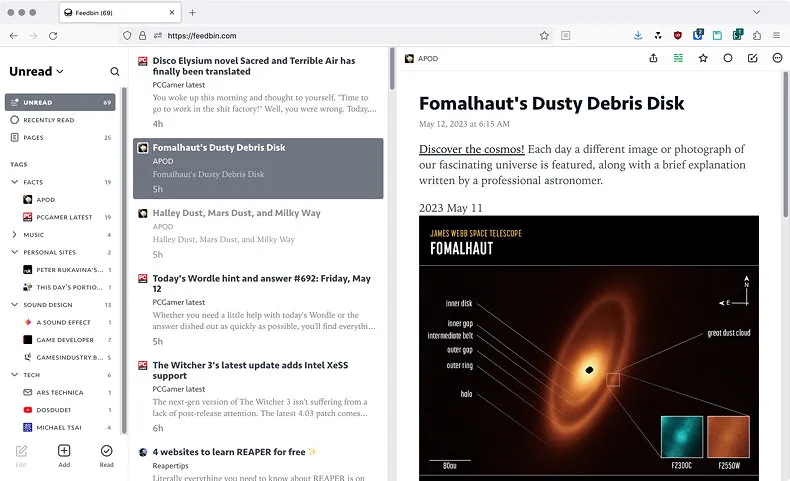 Feedbin (69)
https://feedbin.com
Unread
UNREAD 69
RECENTLY READ
PAGES 25
TAGS
FACTS 19
APOD
PCGAMER LATEST 19
MUSIC 4
PERSONAL SITES 2
PETER RUKAVINA'S... 1
THIS DAY'S PORTIO... 1
SOUND DESIGN 13
A SOUND EFFECT 1
GAME DEVELOPER 7
GAMESINDUSTRY.B... 5
TECH 6
ARS TECHNICA 1
DOSDUDE1 1
MICHAEL TSAI 4
Edit
Add
Read
Disco Elysium novel Sacred and Terrible Air has
finally been translated
PCGamer latest
You woke up this morning and thought to yourself, "Time to
go to work in the shit factory!" Well, you were wrong. Today,...
4h
Fomalhaut's Dusty Debris Disk
APOD
Fomalhaut's Dusty Debris Disk
5h
Halley Dust, Mars Dust, and Milky Way
APOD
Halley Dust, Mars Dust, and Milky Way
5h
Today's Wordle hint and answer #692: Friday, May
12
PCGamer latest
Whether you need a little help with today's Wordle or the
answer dished out as quickly as possible, you'll find everythi...
5h
The Witcher 3's latest update adds Intel XeSS
support
PCGamer latest
The next-gen version of The Witcher 3 isn't suffering from a
lack of post-release attention. The latest 4.03 patch comes...
6h
4 websites to learn REAPER for free ✨
Reapertips
Literally everything you need to know about REAPER is on
APOD
Fomalhaut's Dusty Debris Disk
May 12, 2023 at 6:15 AM
Discover the cosmos! Each day a different image or photograph of
our fascinating universe is featured, along with a brief explanation
written by a professional astronomer.
2023 May 11
JAMES WEBB SPACE TELESCOPE
FOMALHAUT
N
E
inner disk
inner gap
intermediate belt
outer gap
outer ring
halo
great dust cloud
80au
F2300C
F2550W